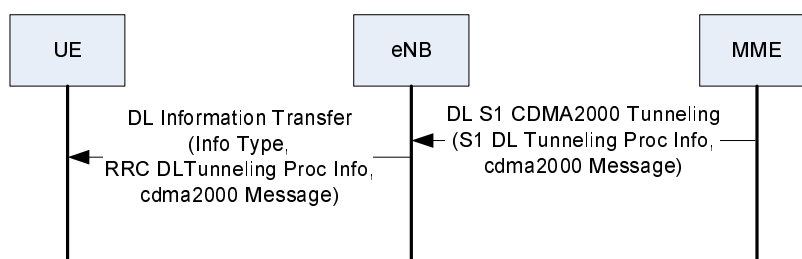 UE
eNB
MME
DL Information Transfer
(Info Type,
RRC DLTunneling Proc Info,
cdma2000 Message)
DL S1 CDMA2000 Tunneling
(S1 DL Tunneling Proc Info,
cdma2000 Message)